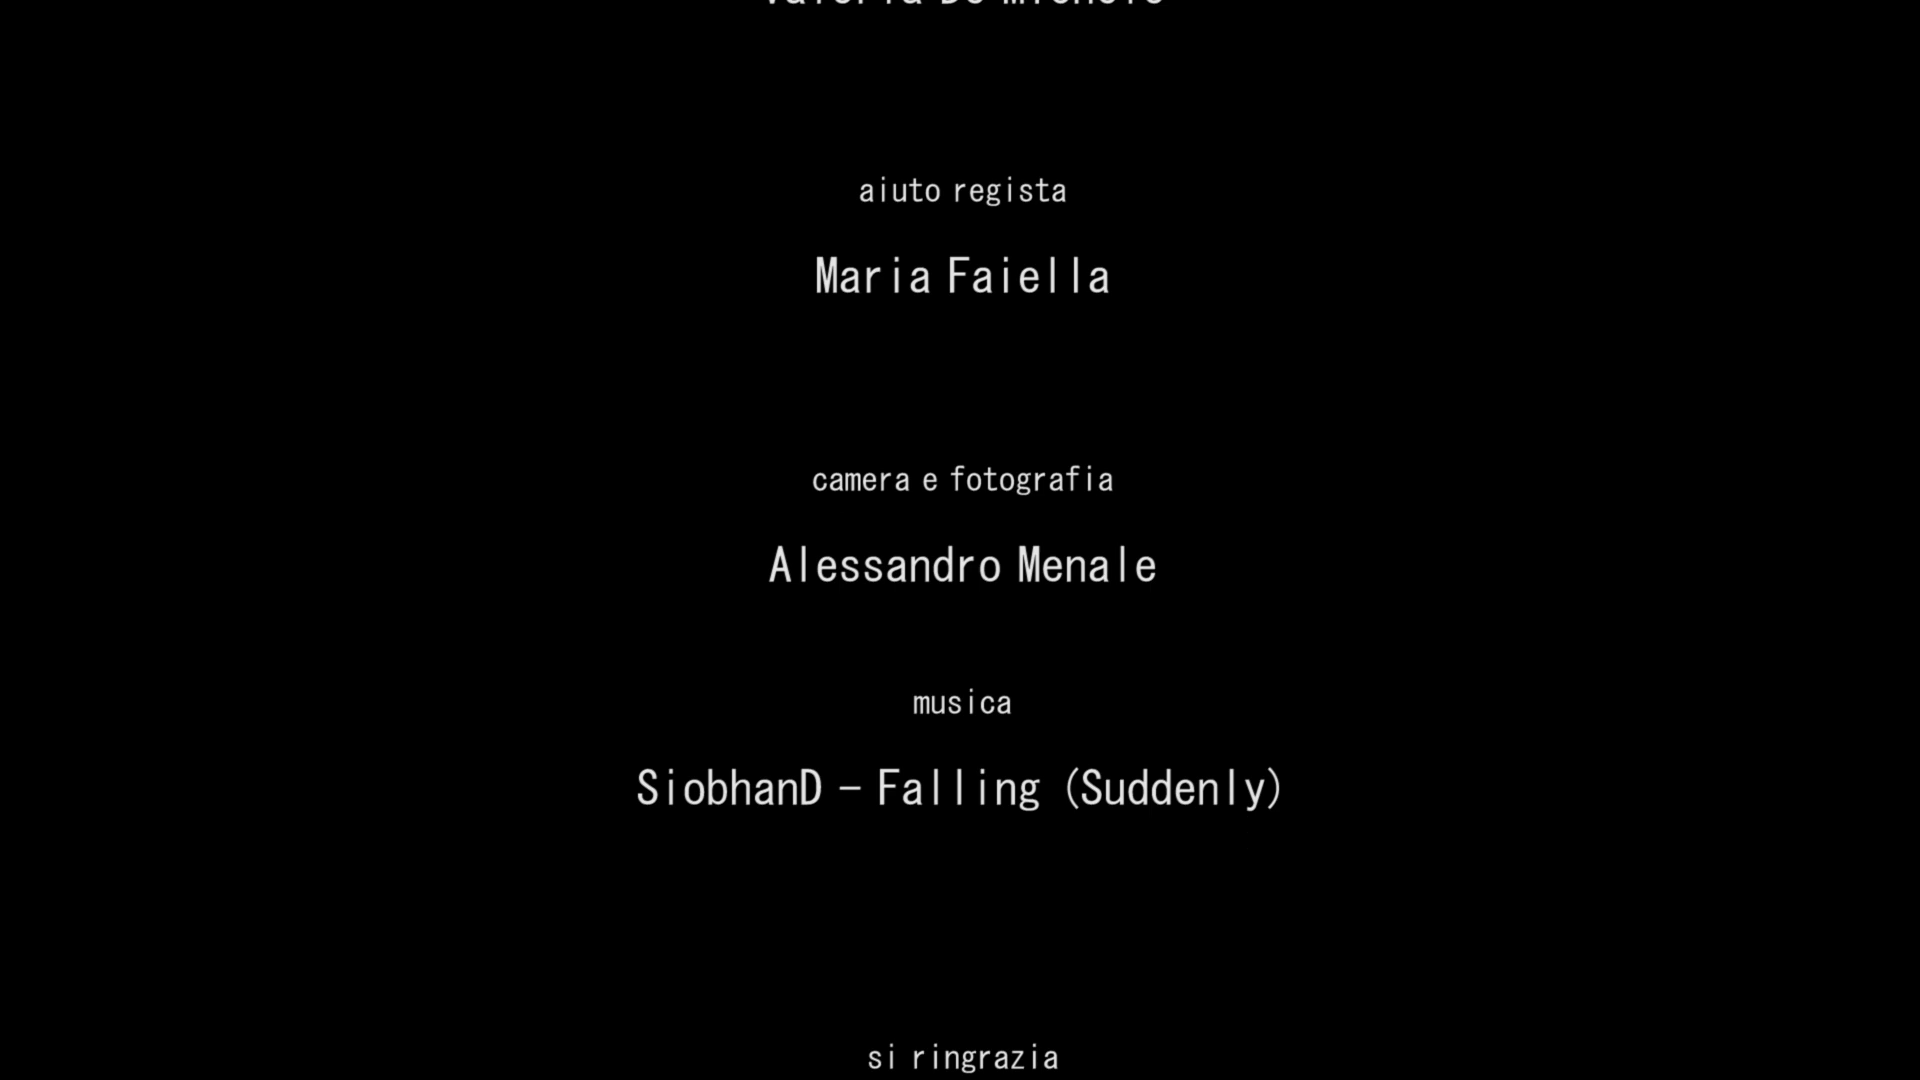 aiuto regista
Maria Faiella
camera e fotografia
Alessandro Menale
musica
SiobhanD - Falling (Suddenly)
si ringrazia